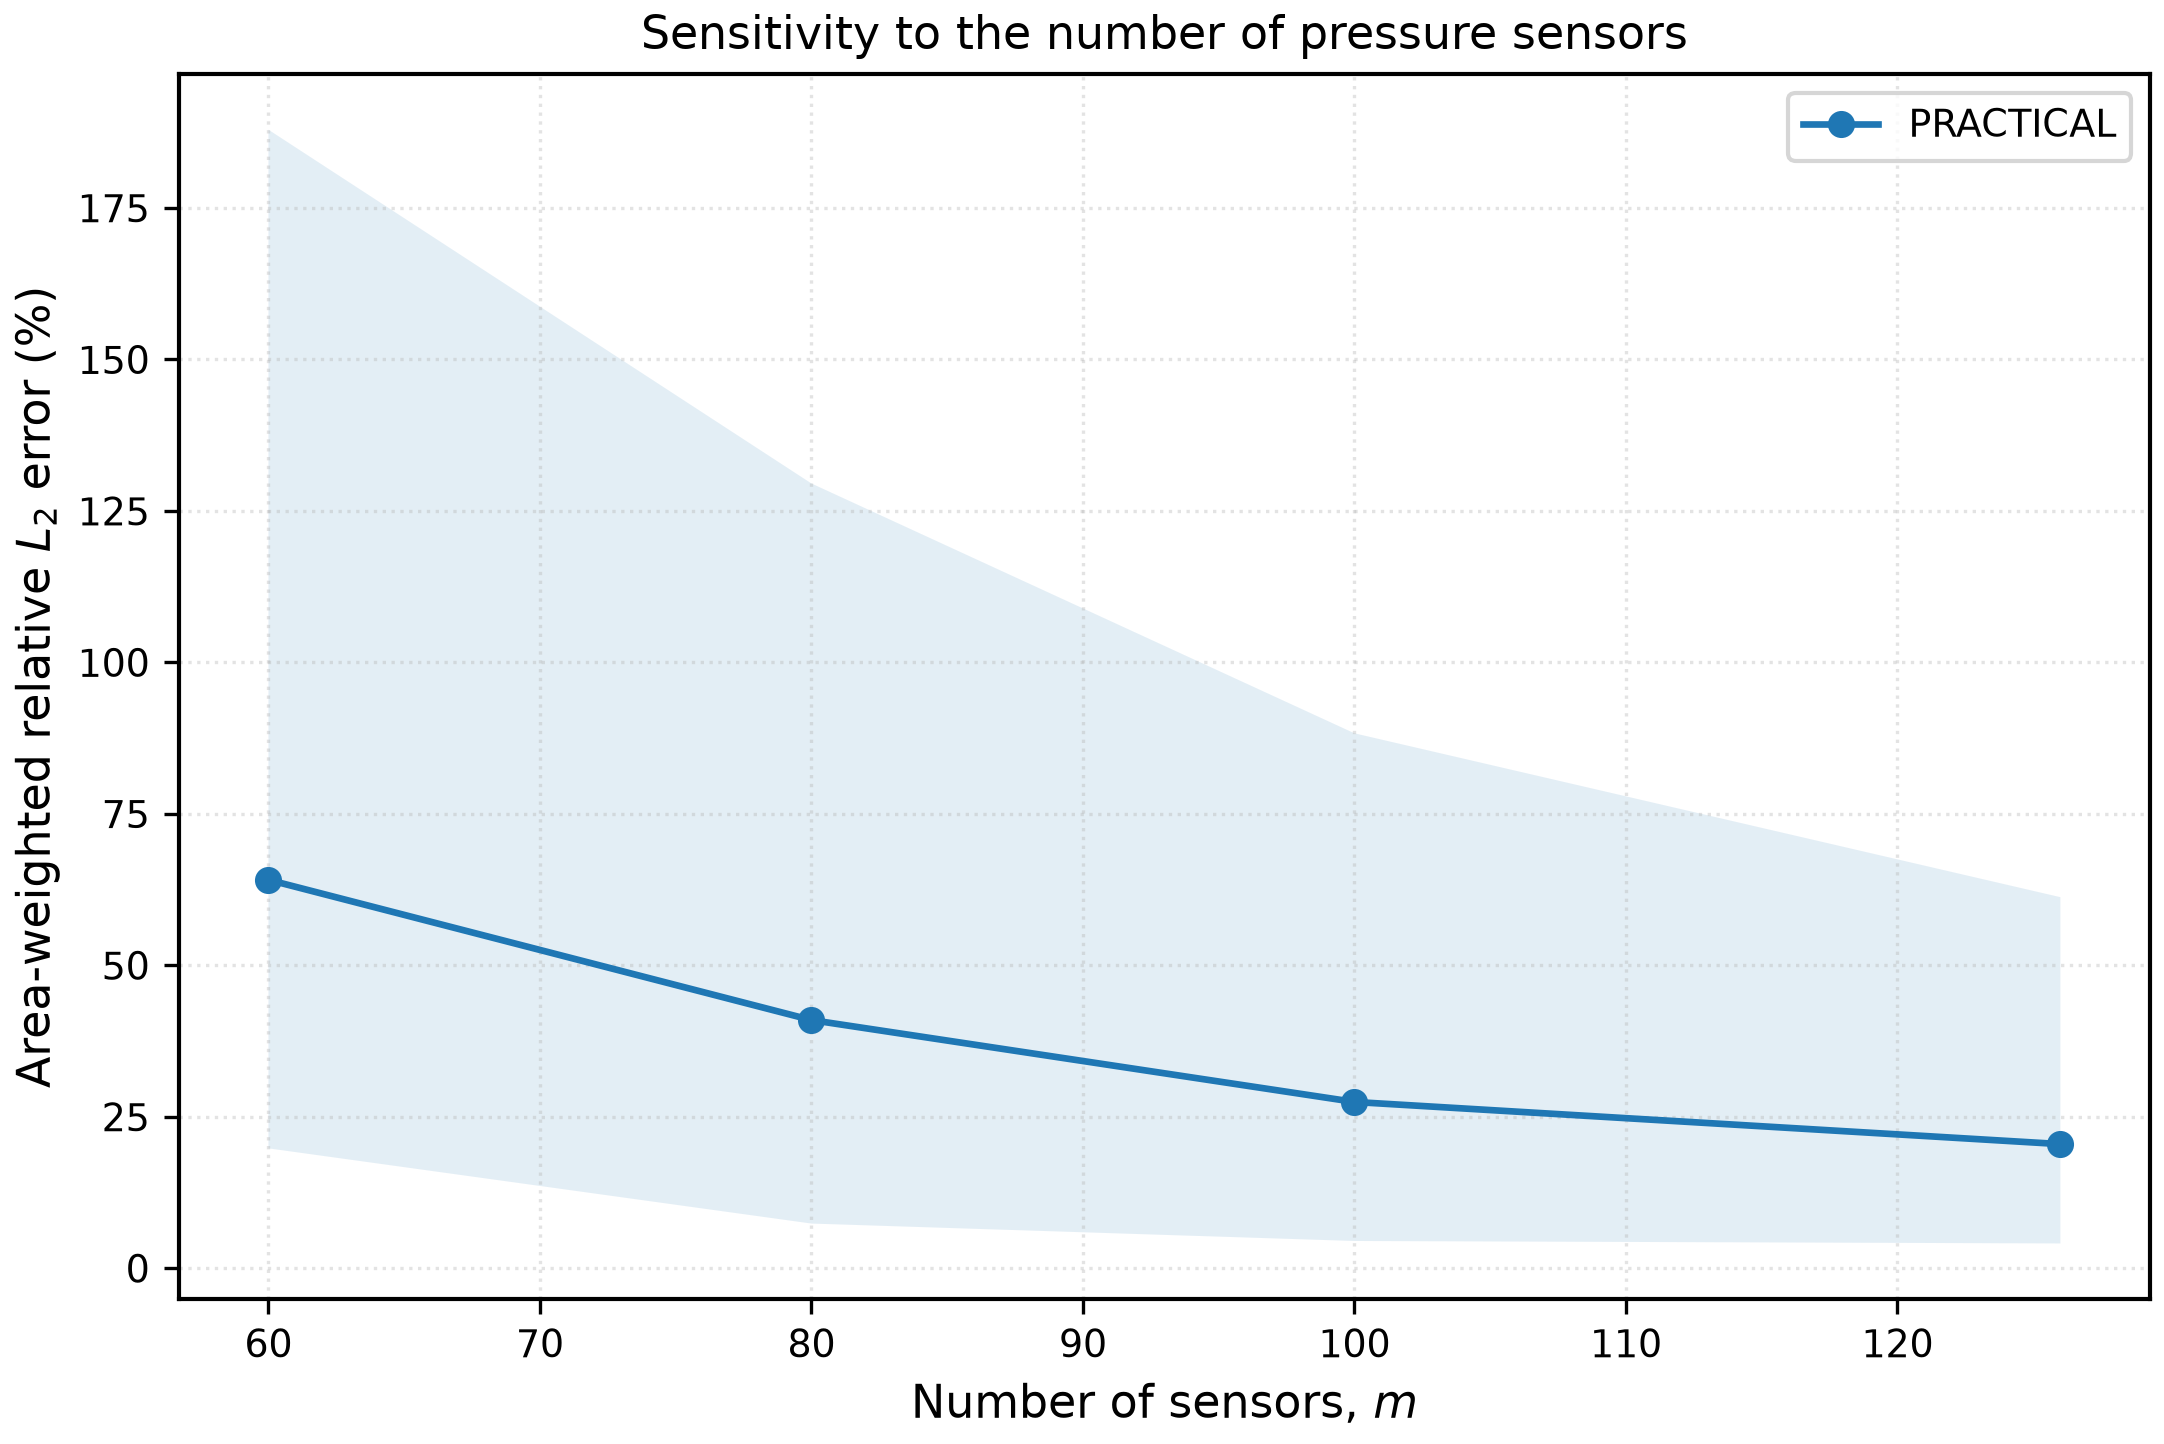 Sensitivity to the number of pressure sensors
PRACTICAL
Area-weighted relative L₂ error (%)
175
150
125
100
75
50
25
0
60 70 80 90 100 110 120
Number of sensors, m